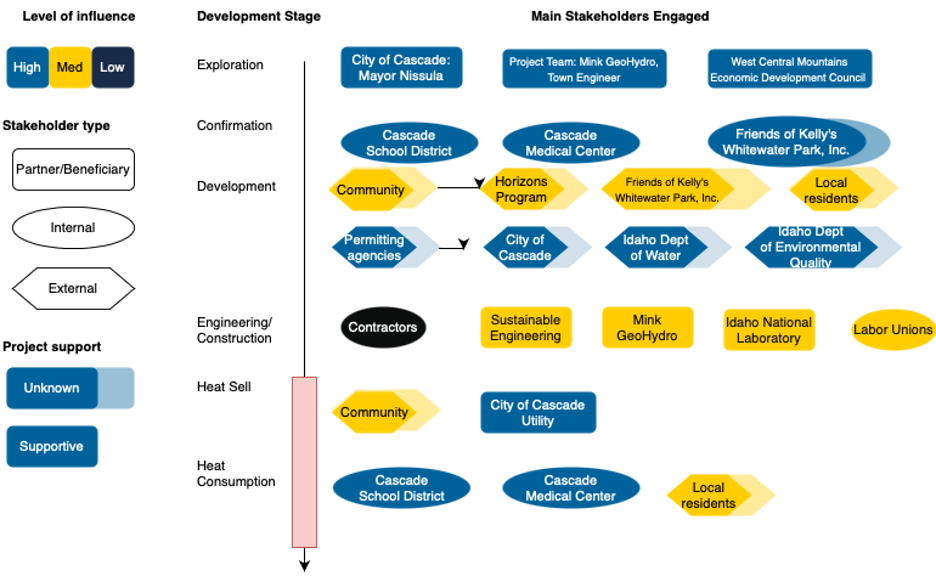 Level of influence
High
Med
Low
Stakeholder type
Partner/Beneficiary
Internal
External
Project support
Unknown
Supportive
Development Stage
Main Stakeholders Engaged
Exploration
City of Cascade:
Mayor Nissula
Project Team: Mink GeoHydro,
Town Engineer
West Central Mountains
Economic Development Council
Confirmation
Cascade
School District
Cascade
Medical Center
Friends of Kelly's
Whitewater Park, Inc.
Development
Community
Horizons
Program
Friends of Kelly's
Whitewater Park, Inc.
Local
residents
Permitting
agencies
City of
Cascade
Idaho Dept
of Water
Idaho Dept
of Environmental
Quality
Engineering/
Construction
Contractors
Sustainable
Engineering
Mink
GeoHydro
Idaho National
Laboratory
Labor Unions
Heat Sell
Community
City of Cascade
Utility
Heat
Consumption
Cascade
School District
Cascade
Medical Center
Local
residents